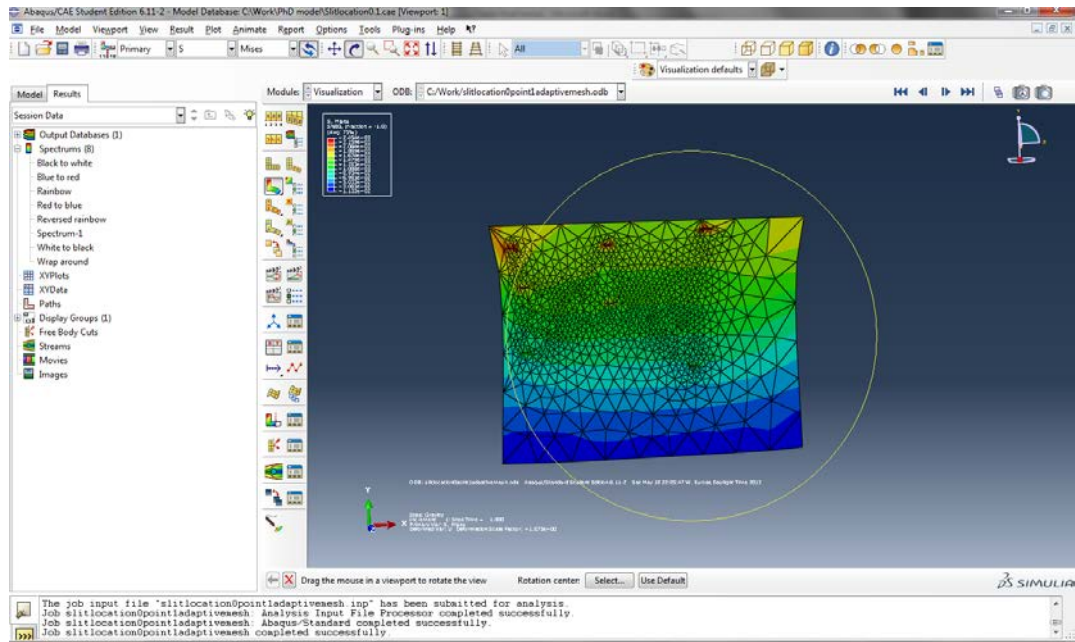 Abaqus/CAE Student Edition 6.11-2 - Model Database: C:\Work\PhD model\Slitlocation0.1.cae [Viewport: 1]
File Model Viewport View Result Plot Animate Report Options Tools Plug-ins Help
Primary S Mises All
Visualization defaults
Model Results Module: Visualization ODB: C:/Work/slitlocation0point1adaptivemesh.odb
Session Data
Output Databases (1)
Spectrums (8)
Black to white
Blue to red
Rainbow
Red to blue
Reversed rainbow
Spectrum-1
White to black
Wrap around
XYPlots
XYData
Paths
Display Groups (1)
Free Body Cuts
Streams
Movies
Images
S, Mises
(Avg: 75%)
Y
X
Step: Gravity
Drag the mouse in a viewport to rotate the view Rotation center: Select... Use Default
SIMULIA
The job input file "slitlocation0point1adaptivemesh.inp" has been submitted for analysis.
Job slitlocation0point1adaptivemesh: Analysis Input File Processor completed successfully.
Job slitlocation0point1adaptivemesh: Abaqus/Standard completed successfully.
Job slitlocation0point1adaptivemesh completed successfully.